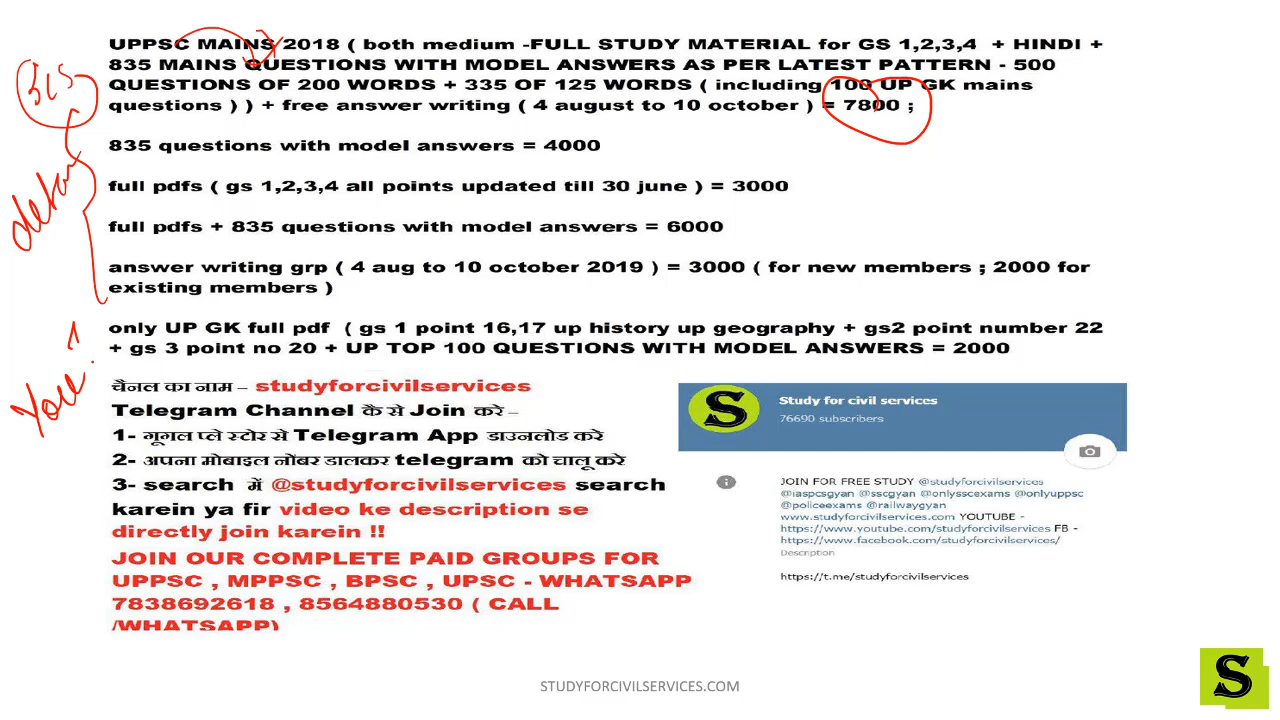 UPPSC MAINS 2018 ( both medium -FULL STUDY MATERIAL for GS 1,2,3,4 + HINDI +
835 MAINS QUESTIONS WITH MODEL ANSWERS AS PER LATEST PATTERN - 500
QUESTIONS OF 200 WORDS + 335 OF 125 WORDS ( including 100 UP GK mains
questions ) ) + free answer writing ( 4 august to 10 october ) = 7800 ;
835 questions with model answers = 4000
full pdfs ( gs 1,2,3,4 all points updated till 30 june ) = 3000
full pdfs + 835 questions with model answers = 6000
answer writing grp ( 4 aug to 10 october 2019 ) = 3000 ( for new members ; 2000 for
existing members )
only UP GK full pdf ( gs 1 point 16,17 up history up geography + gs2 point number 22
+ gs 3 point no 20 + UP TOP 100 QUESTIONS WITH MODEL ANSWERS = 2000
चैनल का नाम – studyforcivilservices
Telegram Channel कैसे Join करे –
1- गूगल प्ले स्टोर से Telegram App डाउनलोड करे
2- अपना मोबाइल नोंबर डालकर telegram को चालू करे
3- search में @studyforcivilservices search
karein ya fir video ke description se
directly join karein !!
JOIN OUR COMPLETE PAID GROUPS FOR
UPPSC , MPPSC , BPSC , UPSC - WHATSAPP
7838692618 , 8564880530 ( CALL
/WHATSAPP)
S
Study for civil services
76690 subscribers
JOIN FOR FREE STUDY @studyforcivilservices
@iaspcsgyan @sscgyan @onlysscexams @onlyuppsc
@policeexams @railwaygyan
www.studyforcivilservices.com YOUTUBE -
https://www.youtube.com/studyforcivilservices FB -
https://www.facebook.com/studyforcivilservices/
Description
https://t.me/studyforcivilservices
STUDYFORCIVILSERVICES.COM
S